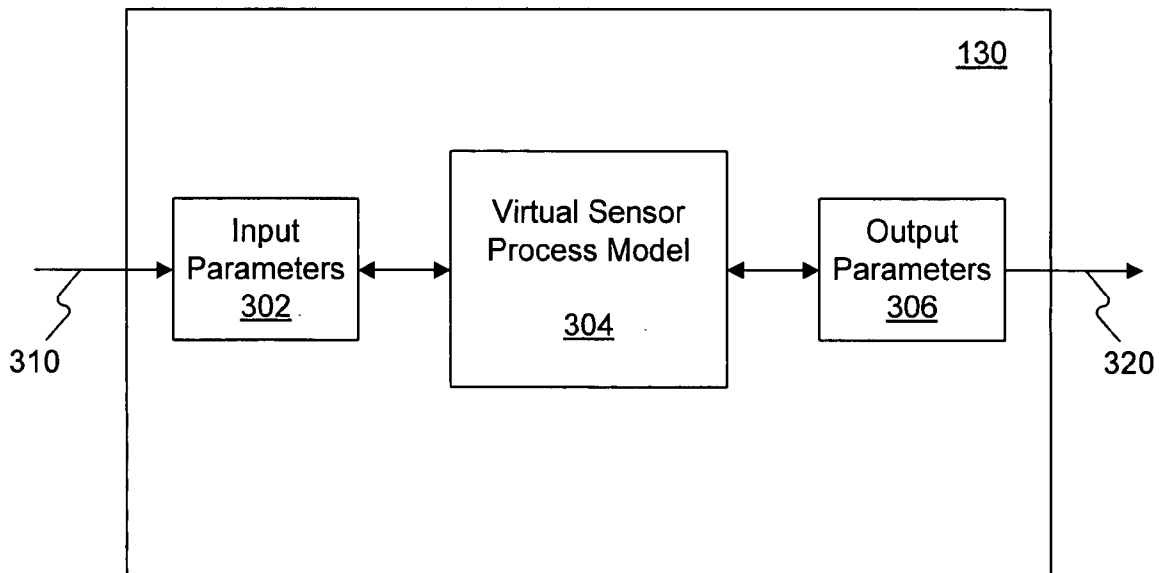 130
Input
Parameters
302
Virtual Sensor
Process Model
304
Output
Parameters
306
310
320